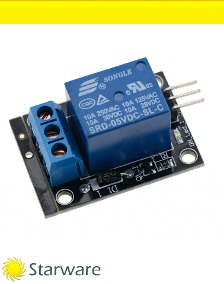 SONGLE
10A 250VAC 10A 125VAC
10A 30VDC 10A 28VDC
SRD-05VDC-SL-C
Starware